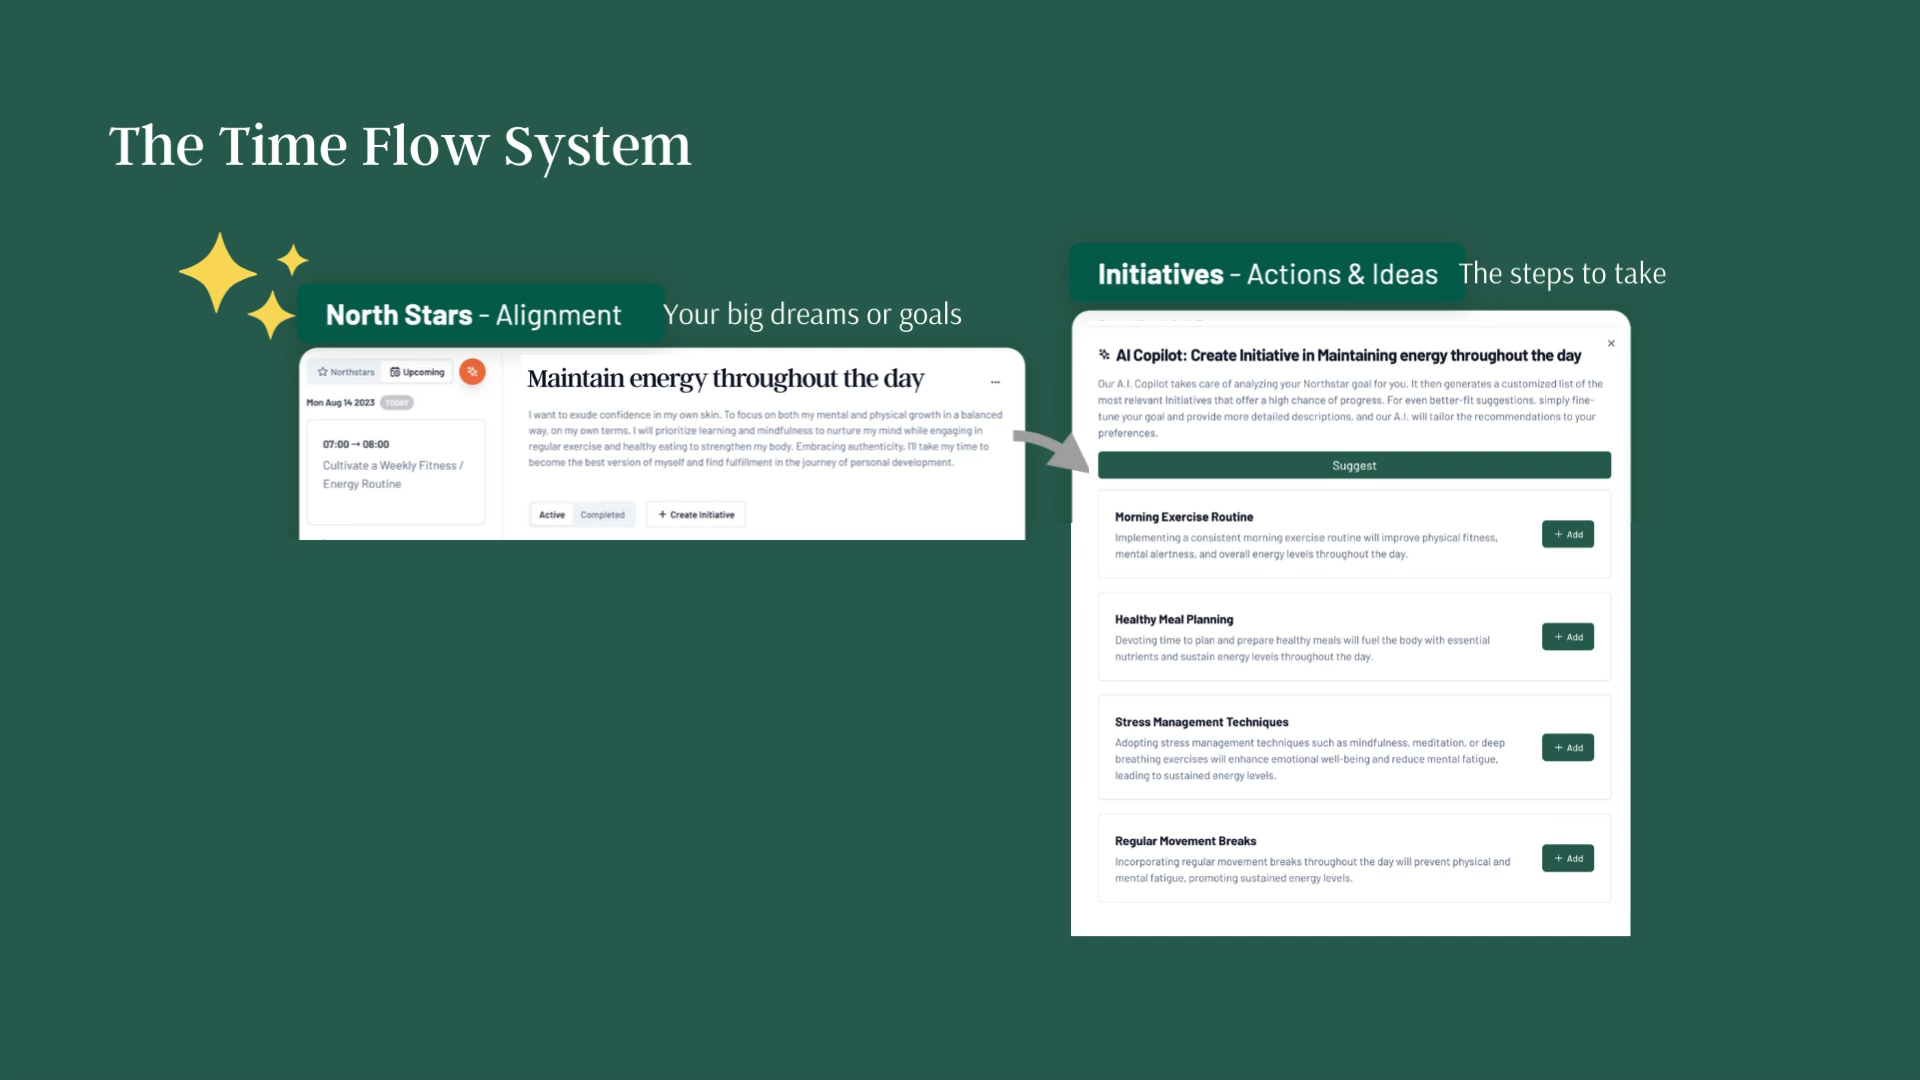 The Time Flow System
North Stars - Alignment
Your big dreams or goals
Northstars
Upcoming
Mon Aug 14 2023 TODAY
07:00 → 08:00
Cultivate a Weekly Fitness /
Energy Routine
Maintain energy throughout the day
...
I want to exude confidence in my own skin. To focus on both my mental and physical growth in a balanced
way, on my own terms. I will prioritize learning and mindfulness to nurture my mind while engaging in
regular exercise and healthy eating to strengthen my body. Embracing authenticity, I'll take my time to
become the best version of myself and find fulfillment in the journey of personal development.
Active Completed + Create Initiative
Initiatives - Actions & Ideas
The steps to take
AI Copilot: Create Initiative in Maintaining energy throughout the day
Our A.I. Copilot takes care of analyzing your Northstar goal for you. It then generates a customized list of the
most relevant Initiatives that offer a high chance of progress. For even better-fit suggestions, simply fine-
tune your goal and provide more detailed descriptions, and our A.I. will tailor the recommendations to your
preferences.
Suggest
Morning Exercise Routine
Implementing a consistent morning exercise routine will improve physical fitness,
mental alertness, and overall energy levels throughout the day.
+ Add
Healthy Meal Planning
Devoting time to plan and prepare healthy meals will fuel the body with essential
nutrients and sustain energy levels throughout the day.
+ Add
Stress Management Techniques
Adopting stress management techniques such as mindfulness, meditation, or deep
breathing exercises will enhance emotional well-being and reduce mental fatigue,
leading to sustained energy levels.
+ Add
Regular Movement Breaks
Incorporating regular movement breaks throughout the day will prevent physical and
mental fatigue, promoting sustained energy levels.
+ Add